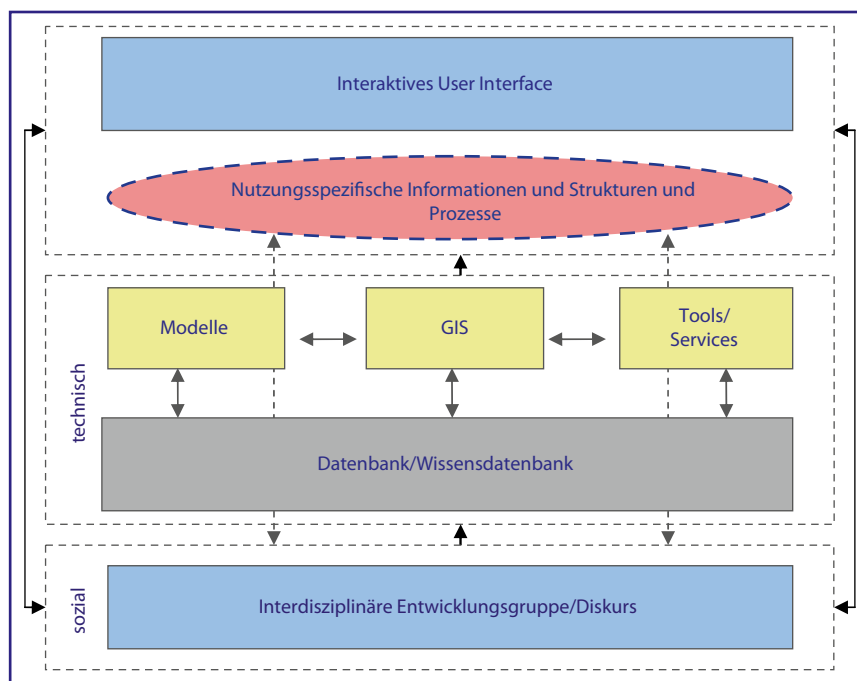 Interaktives User Interface
Nutzungsspezifische Informationen und Strukturen und
Prozesse
Modelle
GIS
Tools/
Services
technisch
Datenbank/Wissensdatenbank
sozial
Interdisziplinäre Entwicklungsgruppe/Diskurs